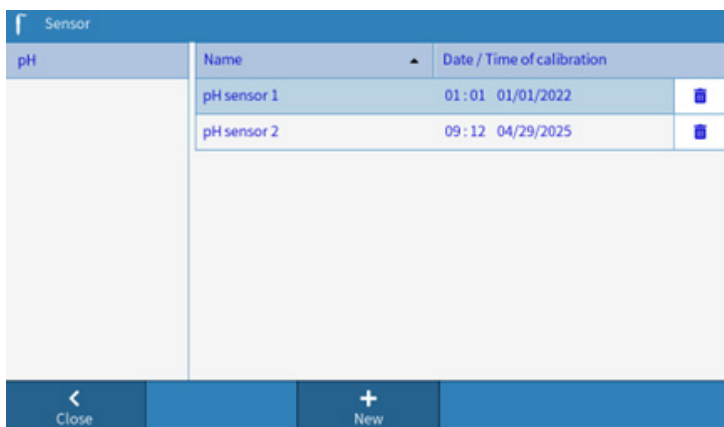 Sensor
pH
Name Date / Time of calibration
pH sensor 1 01:01 01/01/2022
pH sensor 2 09:12 04/29/2025
Close New